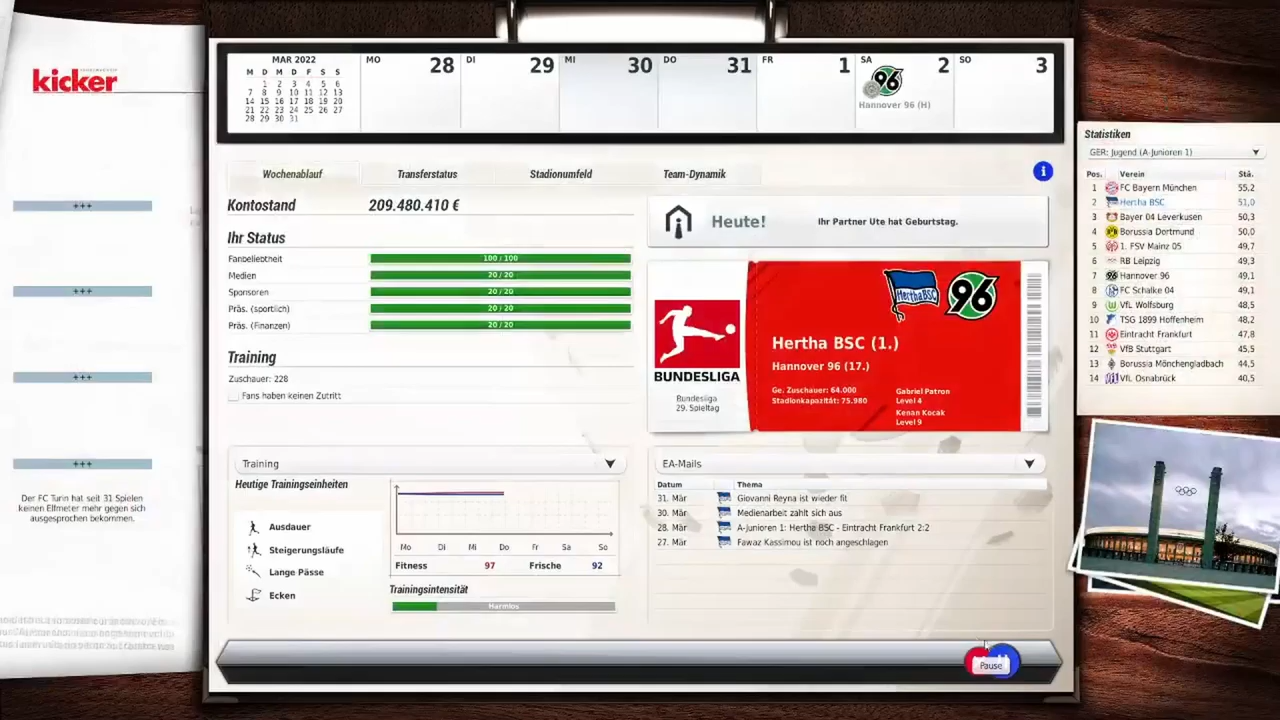 kicker
+++
+++
+++
+++
Der FC Turin hat seit 31 Spielen
keinen Elfmeter mehr gegen sich
ausgesprochen bekommen.
MAR 2022
M D M D F S S
1 2 3 4 5 6
7 8 9 10 11 12 13
14 15 16 17 18 19 20
21 22 23 24 25 26 27
28 29 30 31
MO 28
DI 29
MI 30
DO 31
FR 1
SA 2
96
Hannover 96 (H)
SO 3
Wochenablauf
Transferstatus
Stadionumfeld
Team-Dynamik
i
Kontostand 209.480.410 €
Ihr Status
Fanbeliebtheit 100 / 100
Medien 20 / 20
Sponsoren 20 / 20
Präs. (sportlich) 20 / 20
Präs. (Finanzen) 20 / 20
Training
Zuschauer: 228
Fans haben keinen Zutritt
Heute!
Ihr Partner Ute hat Geburtstag.
BUNDESLIGA
Bundesliga
29. Spieltag
Hertha BSC
96
Hertha BSC (1.)
Hannover 96 (17.)
Ge. Zuschauer: 64.000
Stadionkapazität: 75.980
Gabriel Patron
Level 4
Kenan Kocak
Level 9
Training
Heutige Trainingseinheiten
Ausdauer
Steigerungsläufe
Lange Pässe
Ecken
Mo Di Mi Do Fr Sa So
Fitness 97 Frische 92
Trainingsintensität
Harmlos
EA-Mails
Datum Thema
31. Mär Giovanni Reyna ist wieder fit
30. Mär Medienarbeit zahlt sich aus
28. Mär A-Junioren 1: Hertha BSC - Eintracht Frankfurt 2:2
27. Mär Fawaz Kassimou ist noch angeschlagen
Pause
Statistiken
GER: Jugend (A-Junioren 1)
Pos. Verein Stä.
1 FC Bayern München 55,2
2 Hertha BSC 51,0
3 Bayer 04 Leverkusen 50,3
4 Borussia Dortmund 50,0
5 1. FSV Mainz 05 49,7
6 RB Leipzig 49,3
7 Hannover 96 49,1
8 FC Schalke 04 49,1
9 VfL Wolfsburg 48,5
10 TSG 1899 Hoffenheim 48,2
11 Eintracht Frankfurt 47,8
12 VfB Stuttgart 45,5
13 Borussia Mönchengladbach 44,5
14 VfL Osnabrück 40,5